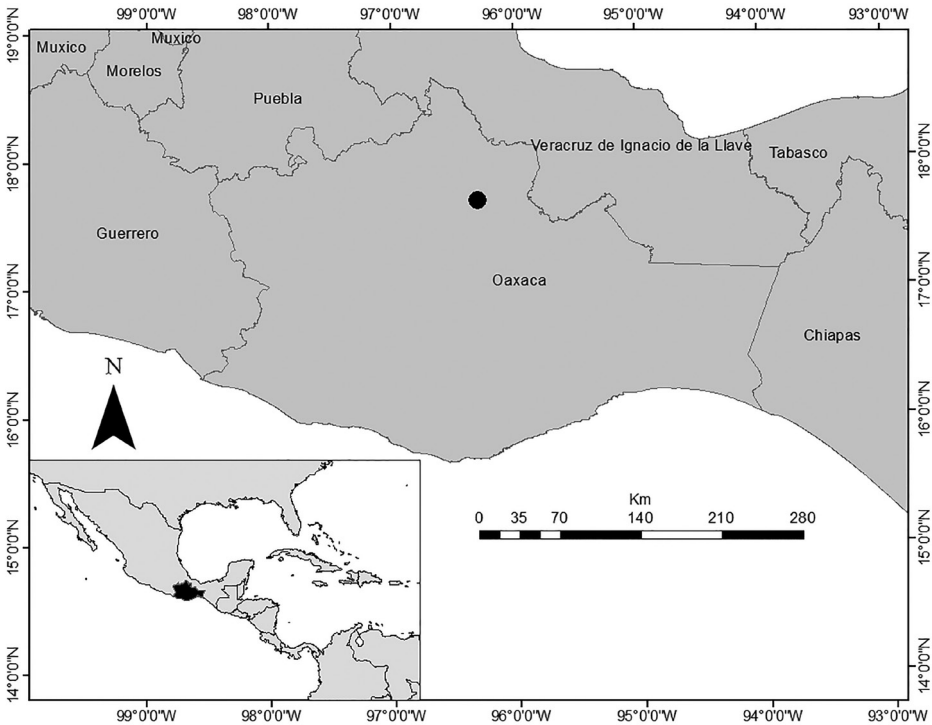 99°0'0"W 98°0'0"W 97°0'0"W 96°0'0"W 95°0'0"W 94°0'0"W 93°0'0"W
19°0'0"N
Muxico
Muxico
Morelos
Puebla
Veracruz de Ignacio de la Llave
Tabasco
18°0'0"N
18°0'0"N
Guerrero
Oaxaca
17°0'0"N
17°0'0"N
Chiapas
N
16°0'0"N
16°0'0"N
Km
0 35 70 140 210 280
15°0'0"N
15°0'0"N
14°0'0"N
14°0'0"N
99°0'0"W 98°0'0"W 97°0'0"W 96°0'0"W 95°0'0"W 94°0'0"W 93°0'0"W